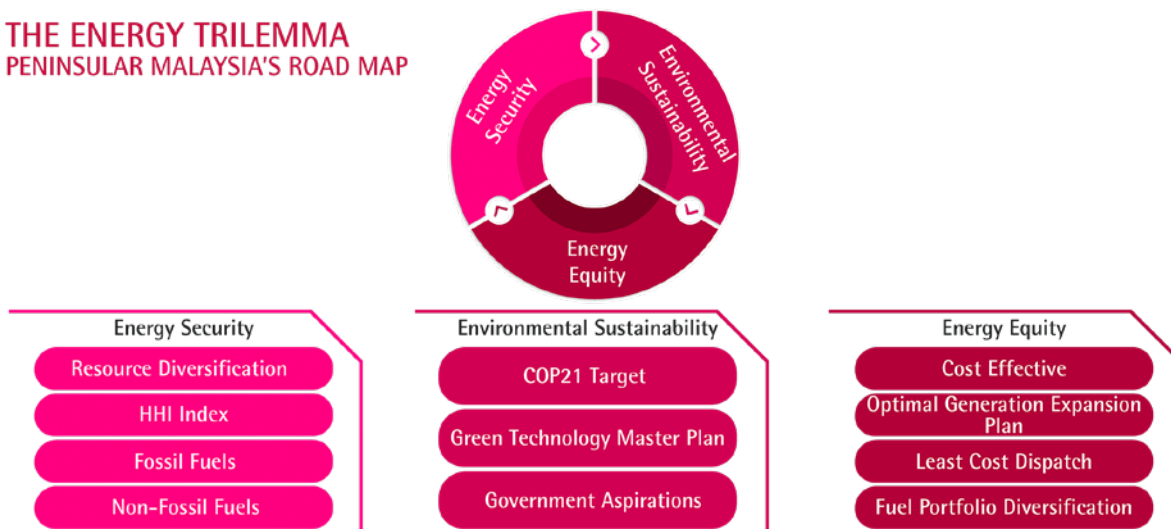 THE ENERGY TRILEMMA
PENINSULAR MALAYSIA'S ROAD MAP
Energy
Security
Environmental
Sustainability
Energy
Equity
Energy Security
Resource Diversification
HHI Index
Fossil Fuels
Non-Fossil Fuels
Environmental Sustainability
COP21 Target
Green Technology Master Plan
Government Aspirations
Energy Equity
Cost Effective
Optimal Generation Expansion
Plan
Least Cost Dispatch
Fuel Portfolio Diversification